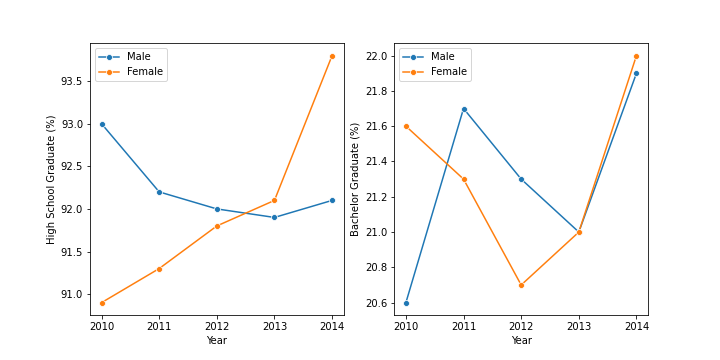 Male
Female
93.5
93.0
92.5
92.0
91.5
91.0
High School Graduate (%)
2010 2011 2012 2013 2014
Year
Male
Female
22.0
21.8
21.6
21.4
21.2
21.0
20.8
20.6
Bachelor Graduate (%)
2010 2011 2012 2013 2014
Year